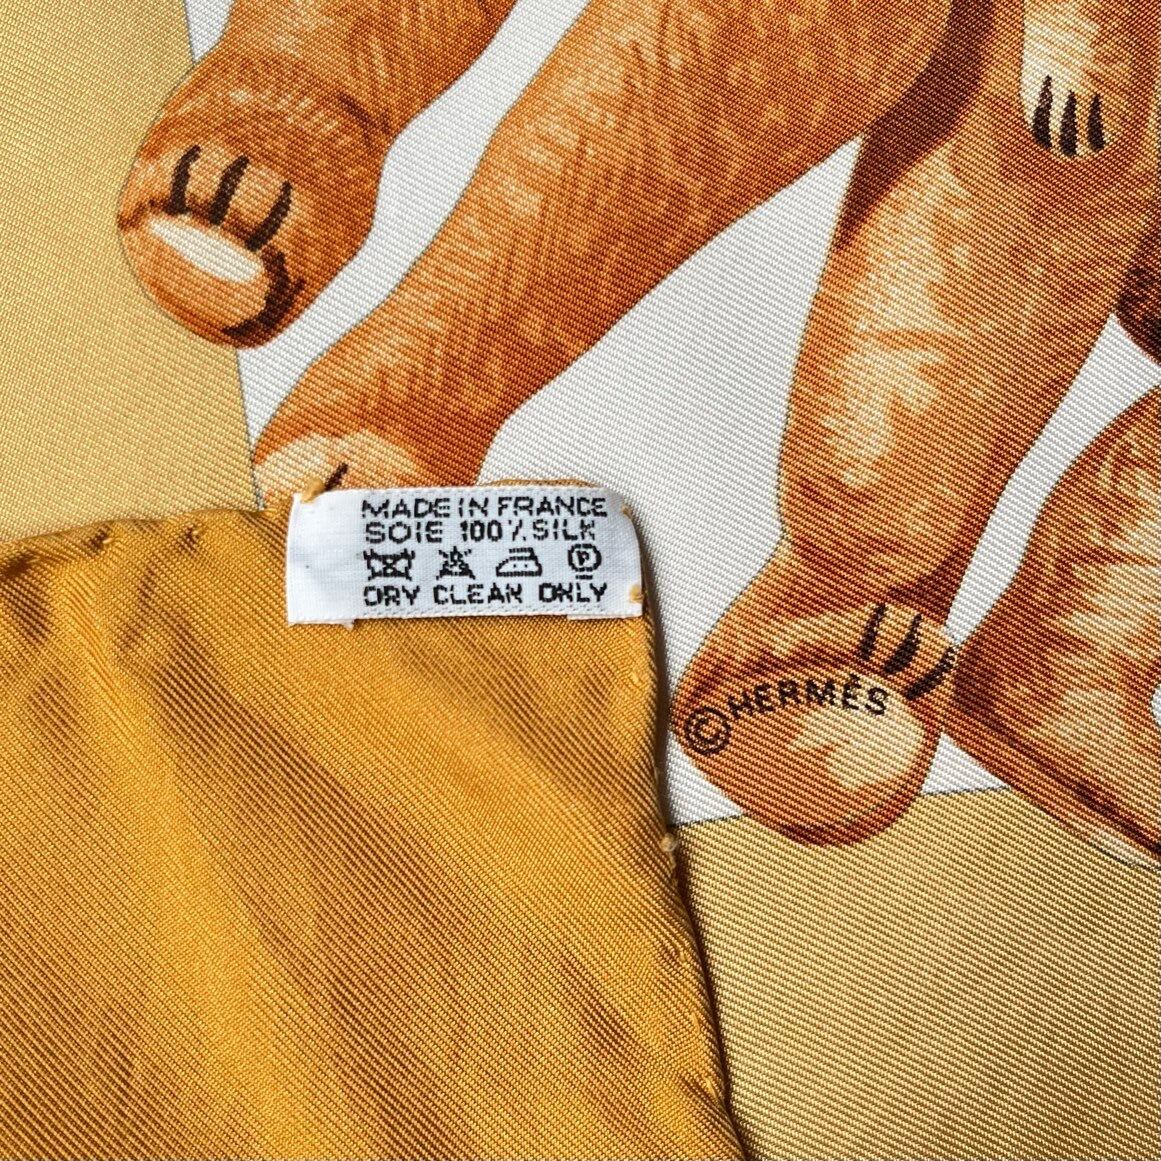 MADE IN FRANCE
SOIE 100% SILK
P
DRY CLEAN ONLY
©HERMÈS